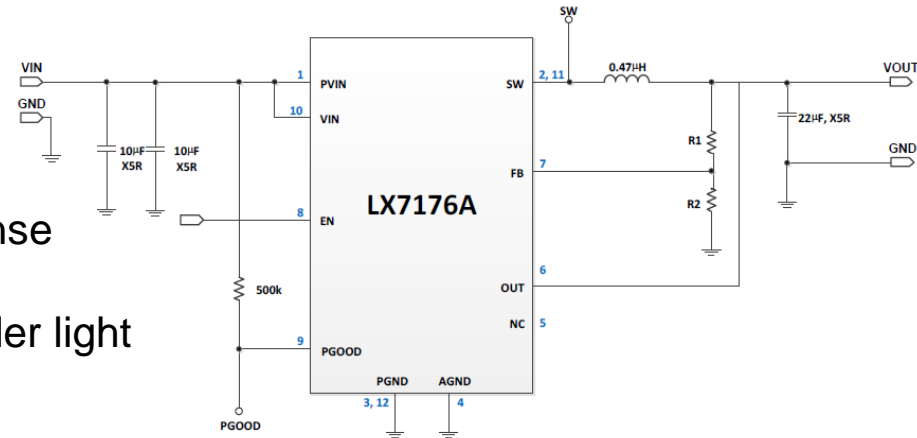 SW
VIN
GND
10µF
X5R
10µF
X5R
1
PVIN
10
VIN
8
EN
500k
9
PGOOD
PGOOD
LX7176A
PGND
AGND
3, 12
4
SW
2, 11
0.47µH
FB
7
R1
R2
OUT
6
NC
5
VOUT
22µF, X5R
GND
nse
der light